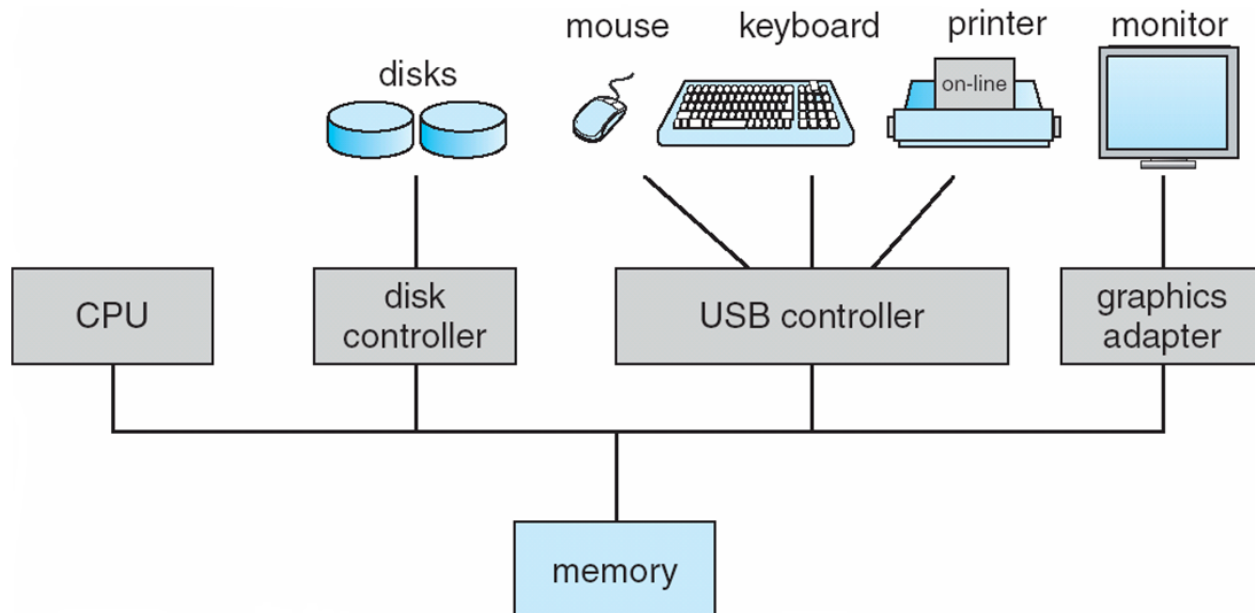 mouse
keyboard
printer
monitor
disks
on-line
CPU
disk
controller
USB controller
graphics
adapter
memory